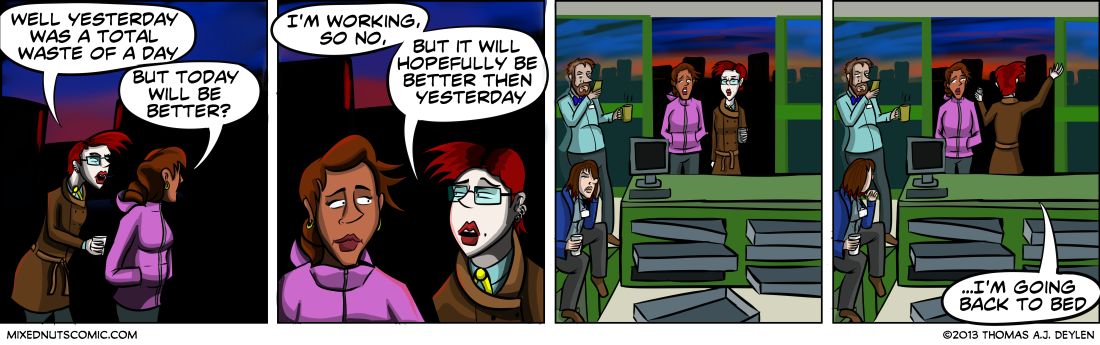 WELL YESTERDAY
WAS A TOTAL
WASTE OF A DAY
BUT TODAY
WILL BE
BETTER?
I'M WORKING,
SO NO,
BUT IT WILL
HOPEFULLY BE
BETTER THEN
YESTERDAY
...I'M GOING
BACK TO BED
MIXEDNUTSCOMIC.COM
©2013 THOMAS A.J. DEYLEN